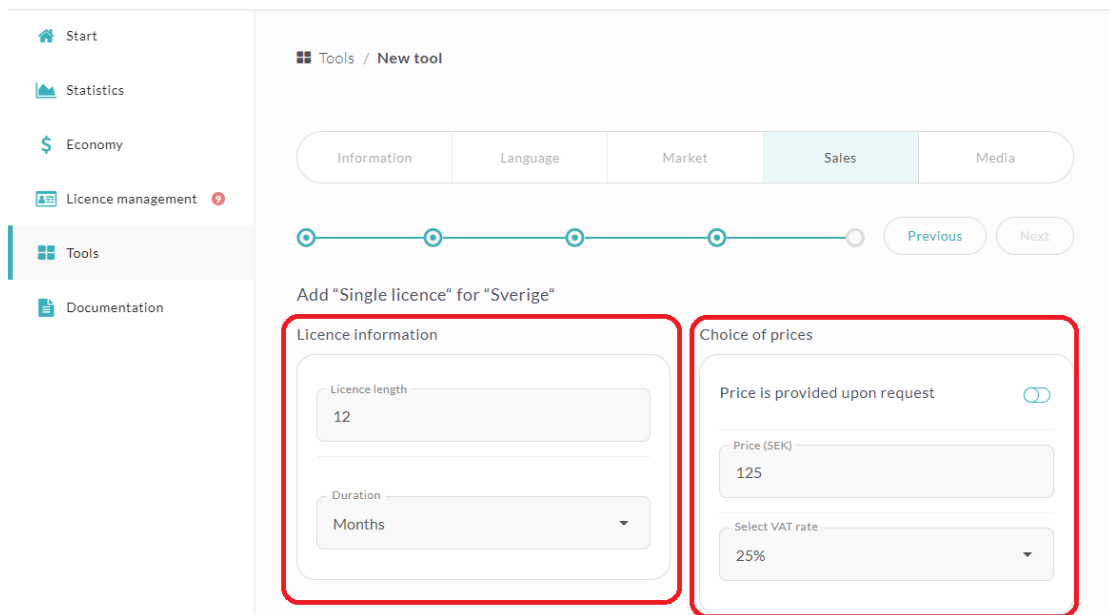 Start
Statistics
Economy
Licence management 9
Tools
Documentation
Tools / New tool
Information Language Market Sales Media
Previous Next
Add “Single licence“ for “Sverige“
Licence information
Licence length
12
Duration
Months
Choice of prices
Price is provided upon request
Price (SEK)
125
Select VAT rate
25%